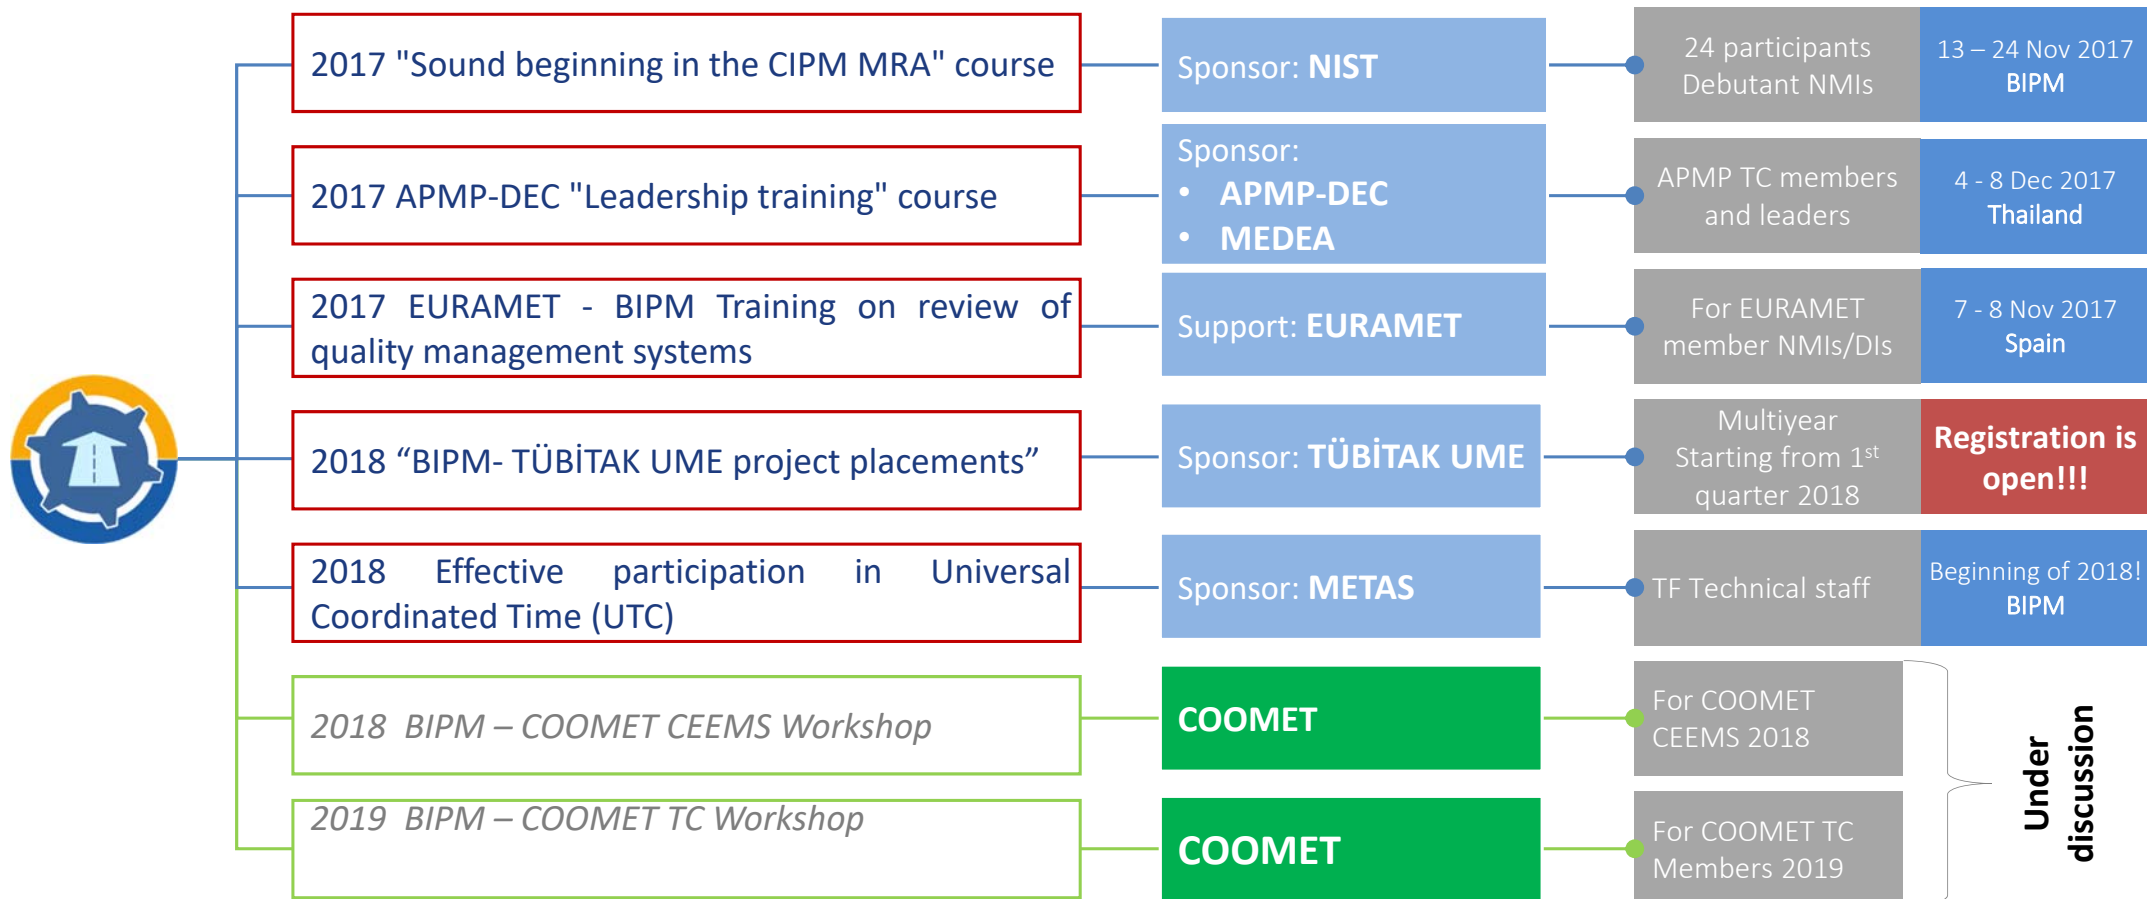 2017 "Sound beginning in the CIPM MRA" course
Sponsor: NIST
24 participants
Debutant NMIs
13 – 24 Nov 2017
BIPM
2017 APMP-DEC "Leadership training" course
Sponsor:
• APMP-DEC
• MEDEA
APMP TC members
and leaders
4 - 8 Dec 2017
Thailand
2017 EURAMET - BIPM Training on review of
quality management systems
Support: EURAMET
For EURAMET
member NMIs/DIs
7 - 8 Nov 2017
Spain
2018 “BIPM- TÜBİTAK UME project placements”
Sponsor: TÜBİTAK UME
Multiyear
Starting from 1st
quarter 2018
Registration is
open!!!
2018 Effective participation in Universal
Coordinated Time (UTC)
Sponsor: METAS
TF Technical staff
Beginning of 2018!
BIPM
2018 BIPM – COOMET CEEMS Workshop
COOMET
For COOMET
CEEMS 2018
2019 BIPM – COOMET TC Workshop
COOMET
For COOMET TC
Members 2019
Under
discussion